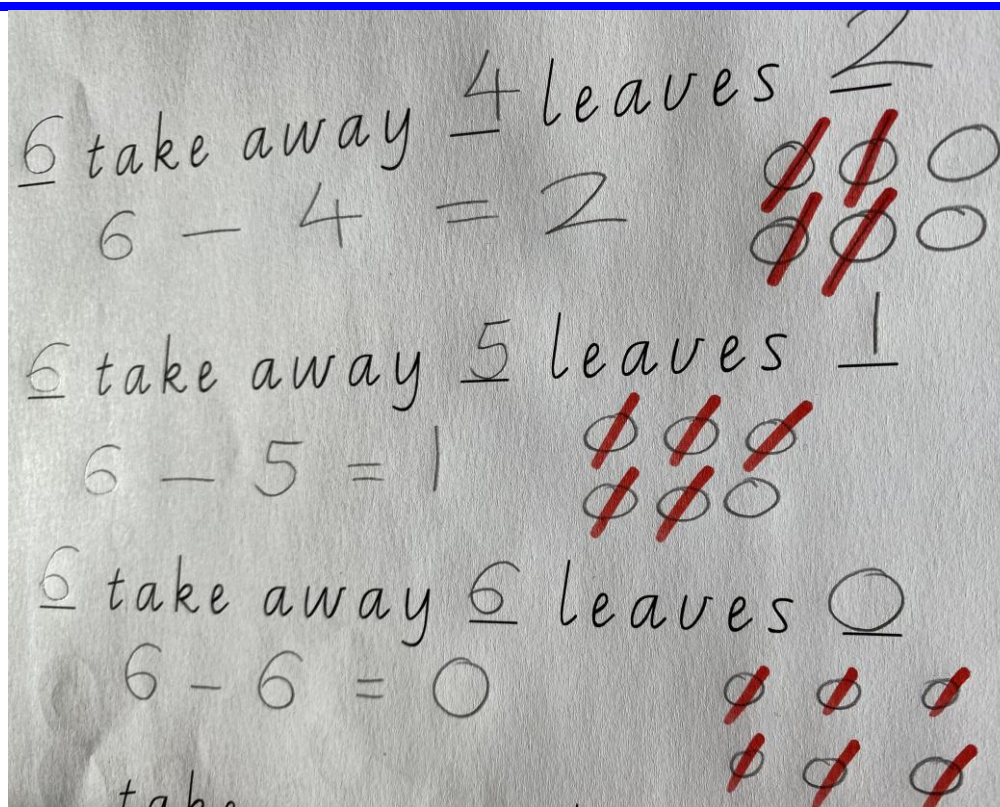 6 take away 4 leaves 2
6 - 4 = 2
6 take away 5 leaves 1
6 - 5 = 1
6 take away 6 leaves 0
6 - 6 = 0
take